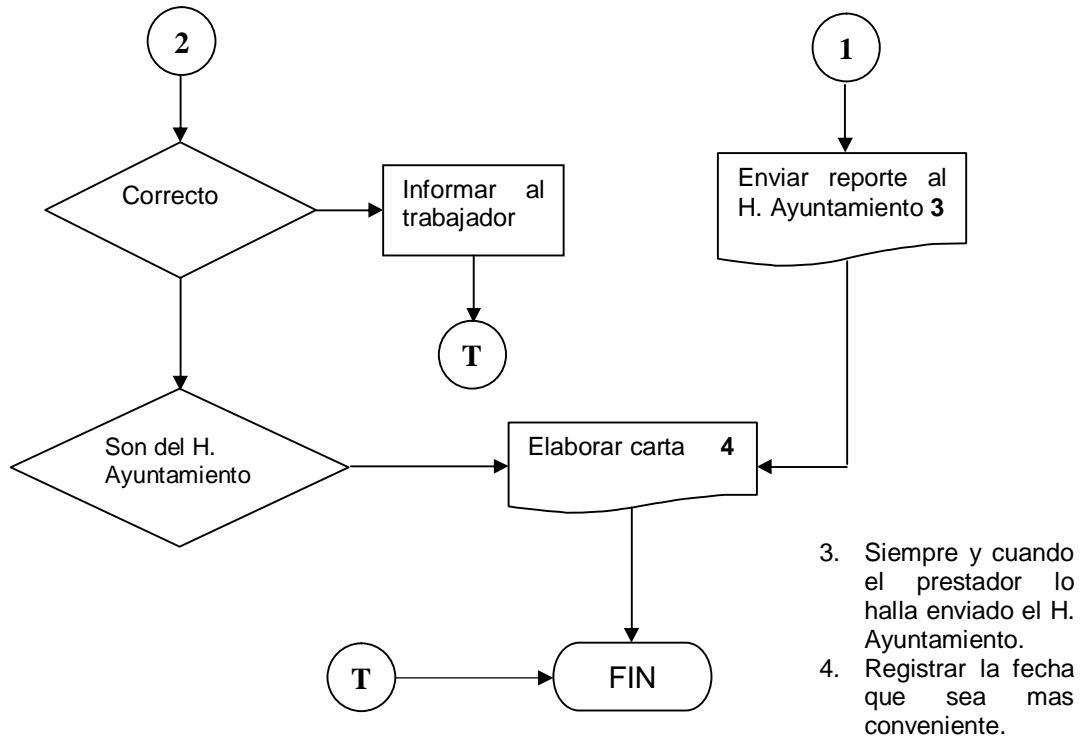 2
1
Correcto
Informar al
trabajador
Enviar reporte al
H. Ayuntamiento 3
T
Son del H.
Ayuntamiento
Elaborar carta 4
3. Siempre y cuando
el prestador lo
halla enviado el H.
Ayuntamiento.
4. Registrar la fecha
que sea mas
conveniente.
T
FIN